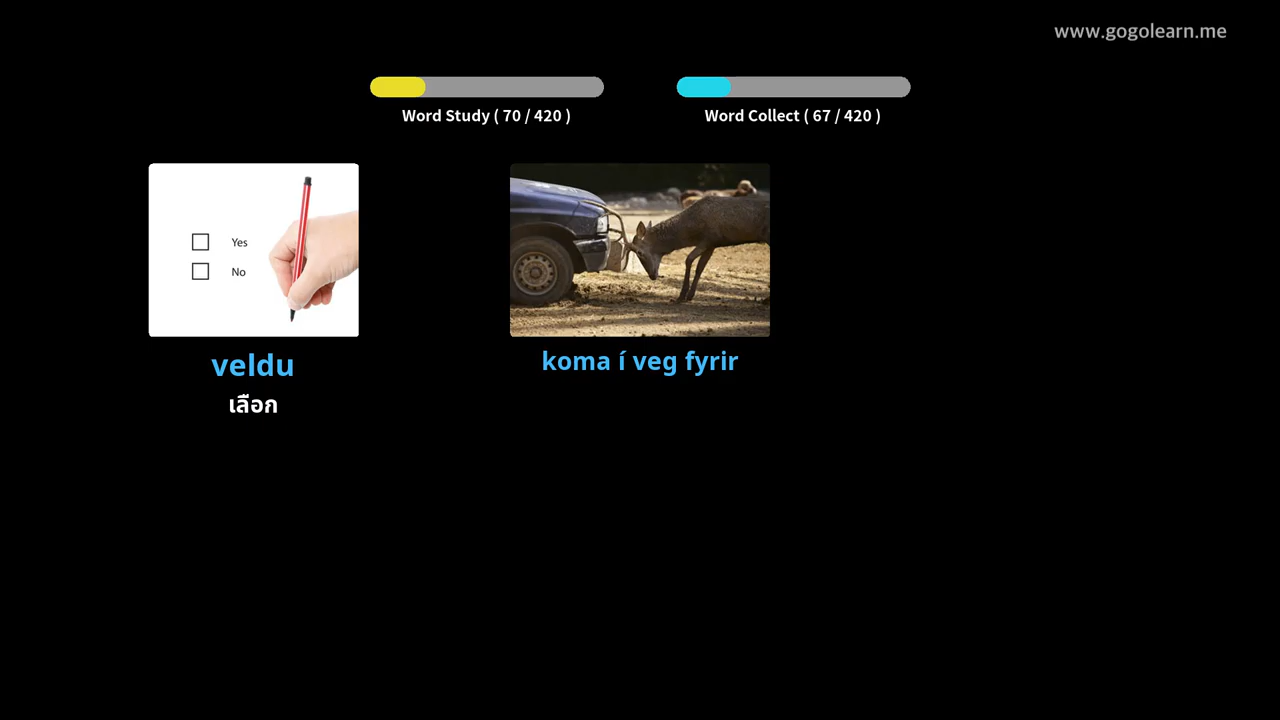 www.gogolearn.me
Word Study ( 70 / 420 )
Word Collect ( 67 / 420 )
Yes
No
veldu
เลือก
koma í veg fyrir